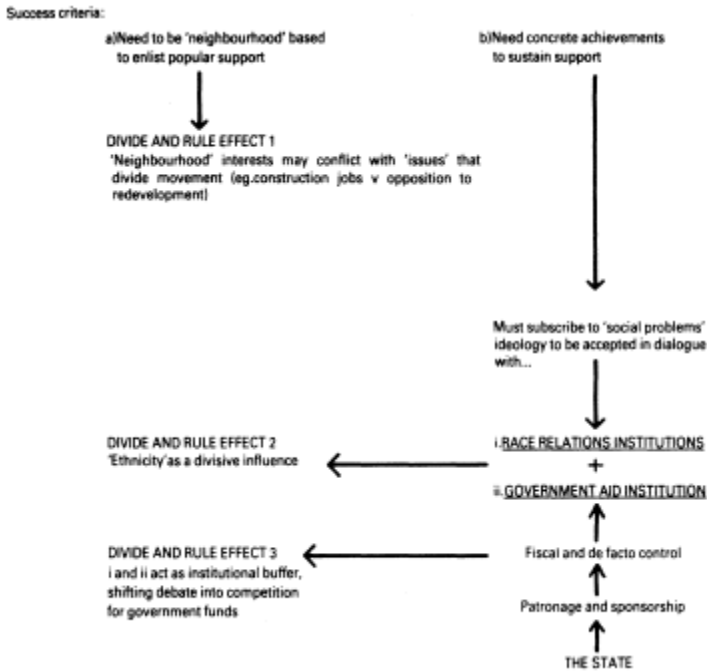 Success criteria:
a)Need to be 'neighbourhood' based
to enlist popular support
b)Need concrete achievements
to sustain support
DIVIDE AND RULE EFFECT 1
'Neighbourhood' interests may conflict with 'issues' that
divide movement (eg.construction jobs v opposition to
redevelopment)
Must subscribe to 'social problems'
ideology to be accepted in dialogue
with...
DIVIDE AND RULE EFFECT 2
'Ethnicity'as a divisive influence
i.RACE RELATIONS INSTITUTIONS
+
ii.GOVERNMENT AID INSTITUTION
DIVIDE AND RULE EFFECT 3
i and ii act as institutional buffer,
shifting debate into competition
for government funds
Fiscal and de facto control
Patronage and sponsorship
THE STATE